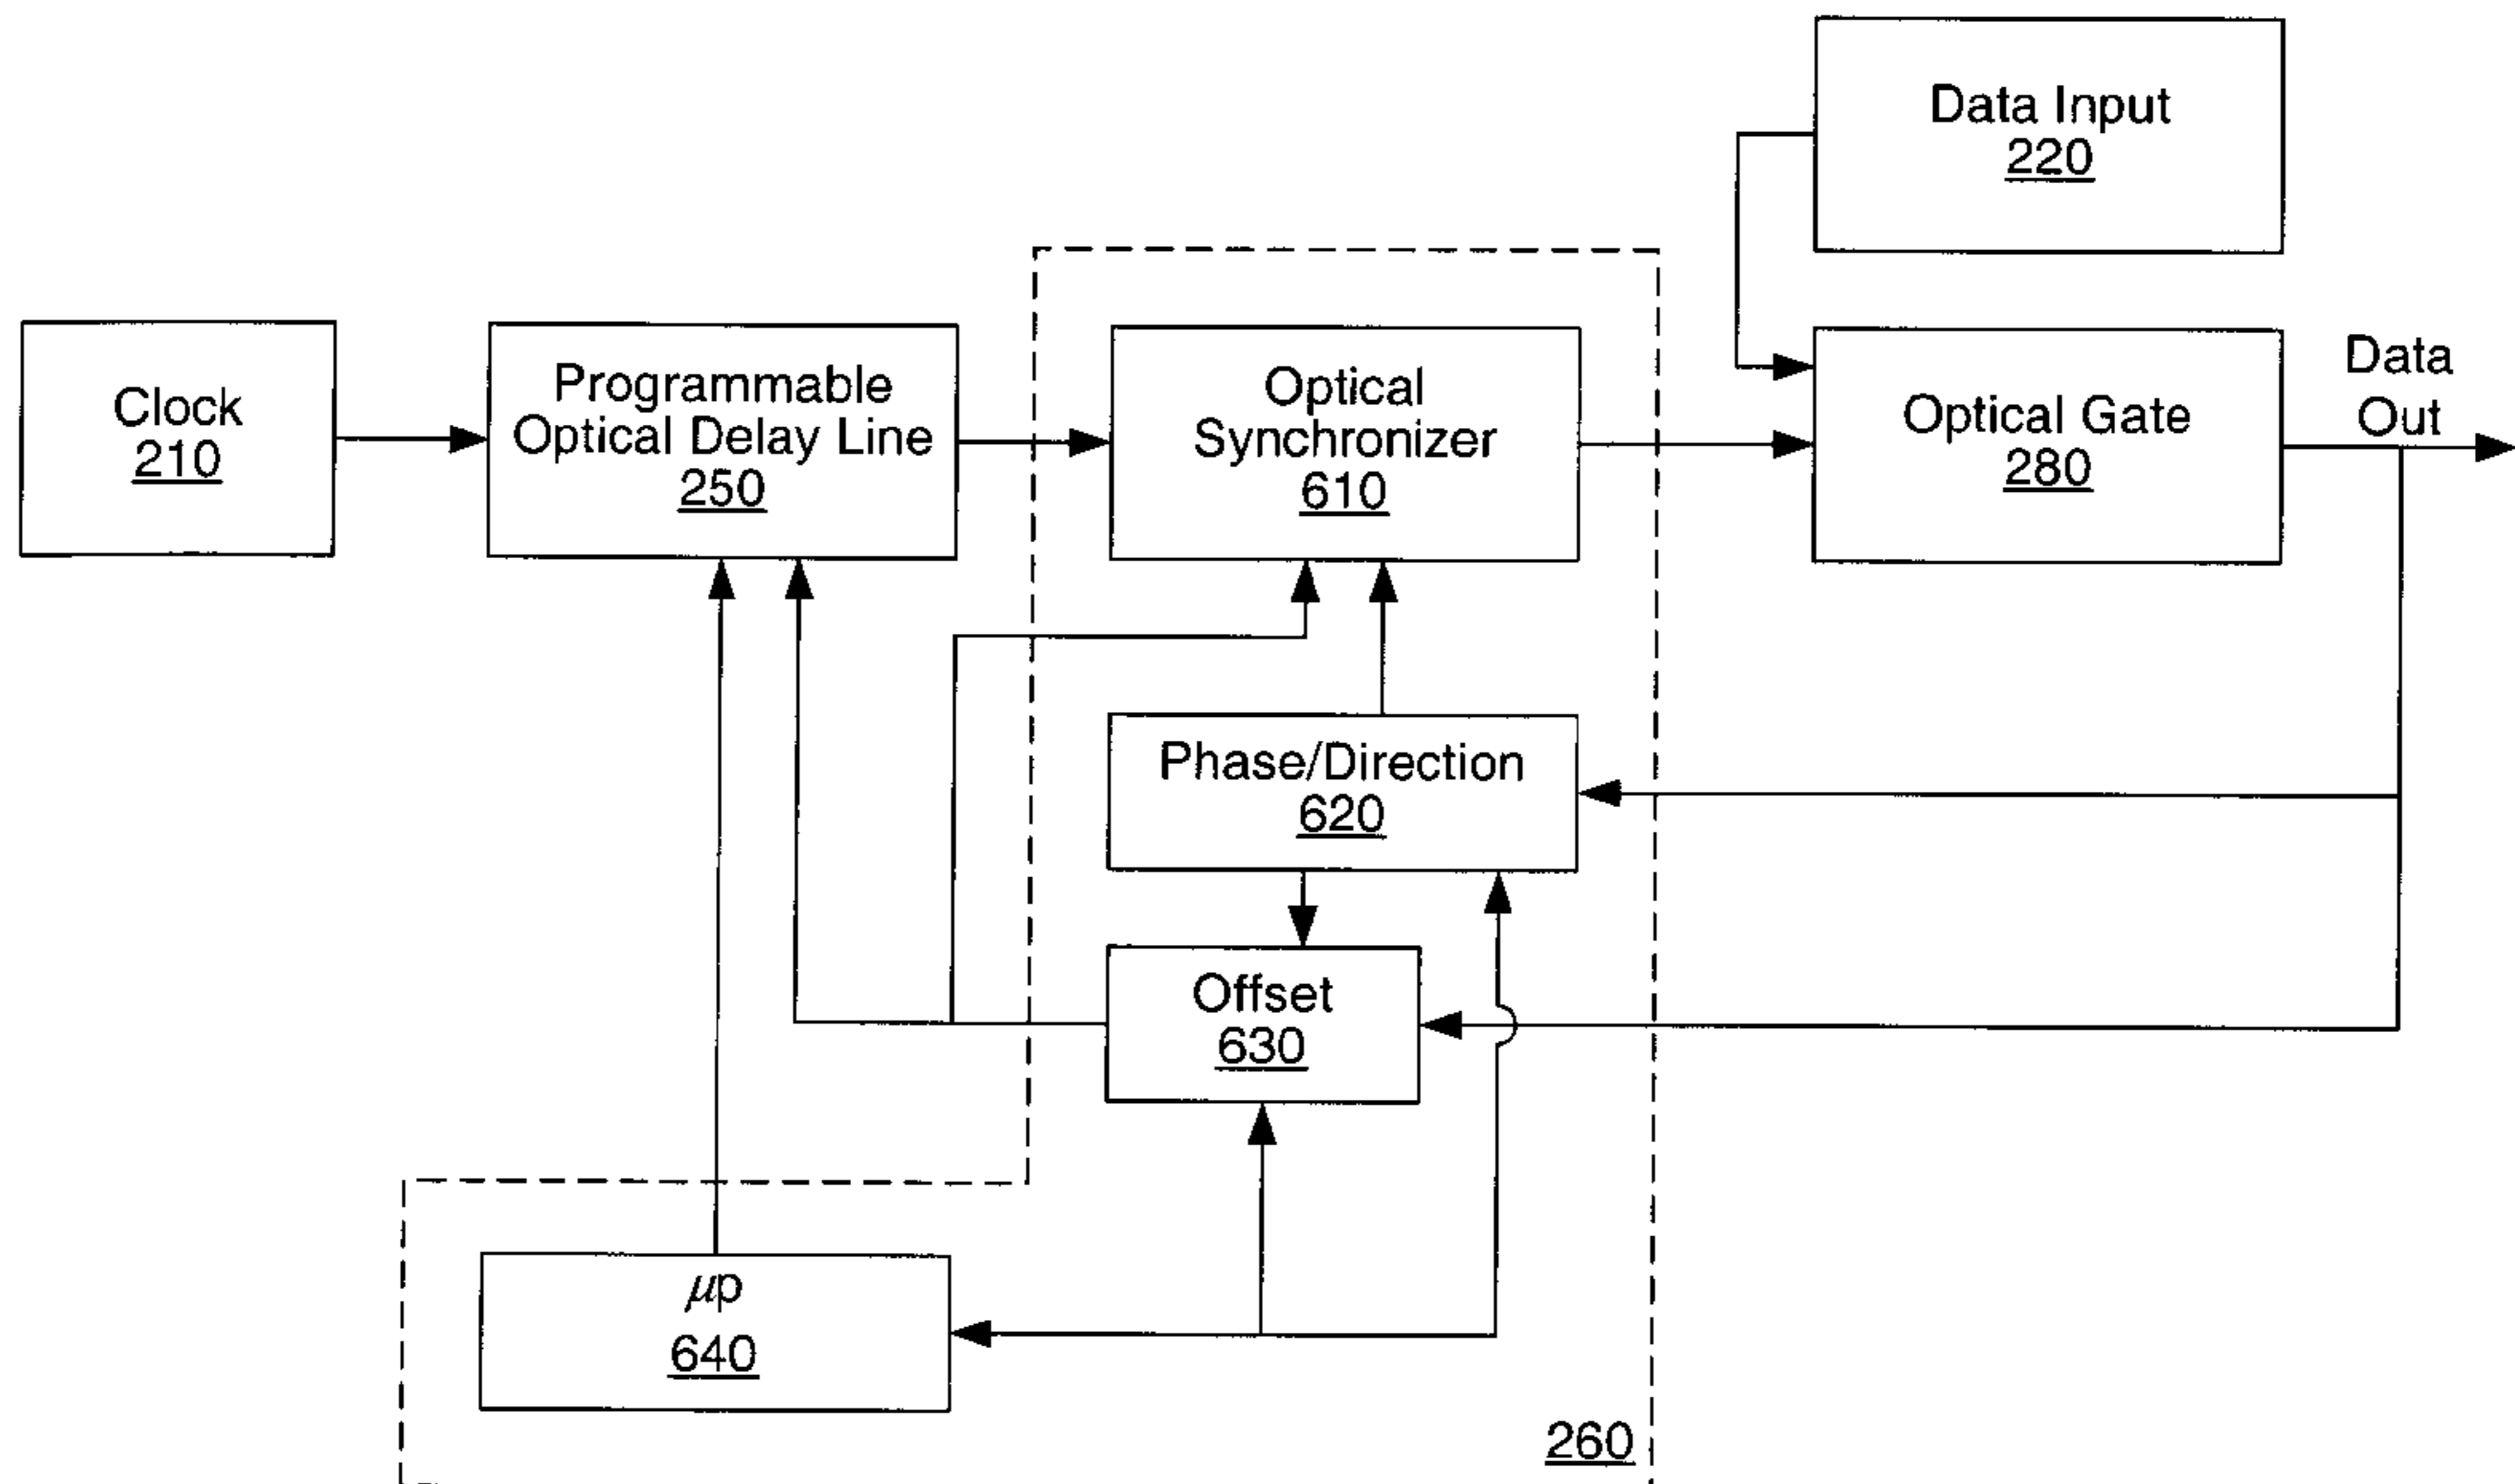 Data Input
220
Clock
210
Programmable
Optical Delay Line
250
Optical
Synchronizer
610
Optical Gate
280
Data
Out
Phase/Direction
620
Offset
630
μp
640
260